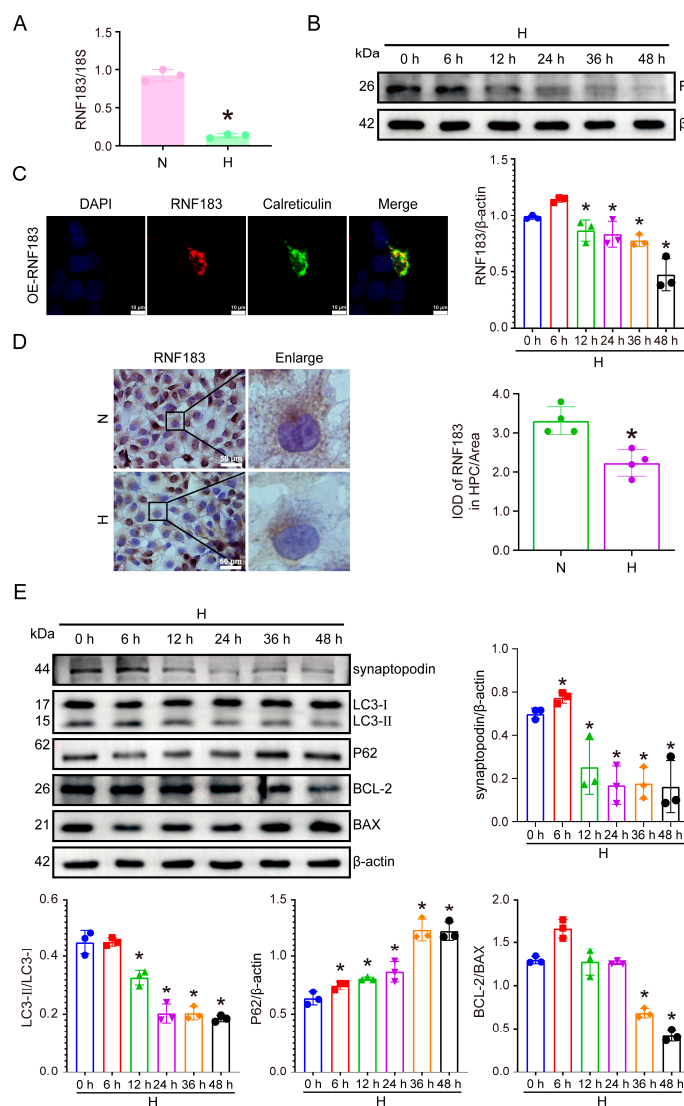 A
RNF183/18S
1.5
1.0
0.5
0.0
*
N
H
B
H
kDa
0 h
6 h
12 h
24 h
36 h
48 h
26
42
β
C
DAPI
RNF183
Calreticulin
Merge
OE-RNF183
10 μm
10 μm
10 μm
10 μm
RNF183/β-actin
1.5
1.0
0.5
0.0
*
*
*
*
0 h
6 h
12 h
24 h
36 h
48 h
H
D
RNF183
Enlarge
N
50 μm
H
50 μm
IOD of RNF183
in HPC/Area
4.0
3.0
2.0
1.0
0.0
*
N
H
E
H
kDa
0 h
6 h
12 h
24 h
36 h
48 h
44
synaptopodin
17
LC3-I
15
LC3-II
62
P62
26
BCL-2
21
BAX
42
β-actin
synaptopodin/β-actin
1.0
0.8
0.6
0.4
0.2
0.0
*
*
*
*
*
0 h
6 h
12 h
24 h
36 h
48 h
H
LC3-II/LC3-I
0.6
0.4
0.2
0.0
*
*
*
*
0 h
6 h
12 h
24 h
36 h
48 h
H
P62/β-actin
1.5
1.0
0.5
0.0
*
*
*
*
*
0 h
6 h
12 h
24 h
36 h
48 h
H
BCL-2/BAX
2.0
1.5
1.0
0.5
0.0
*
*
0 h
6 h
12 h
24 h
36 h
48 h
H